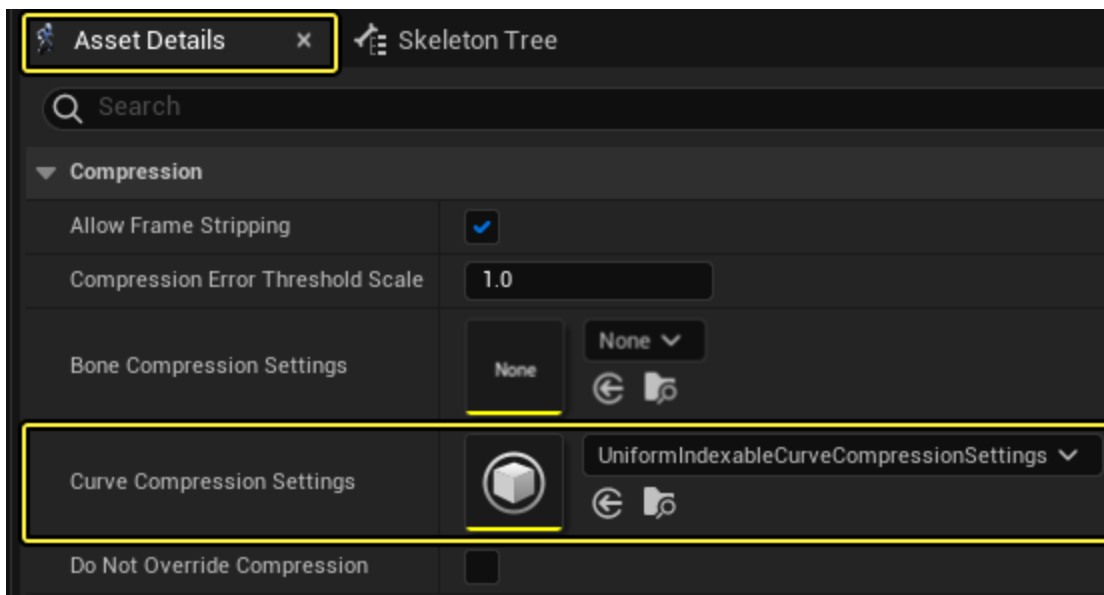 Asset Details × Skeleton Tree
Search
Compression
Allow Frame Stripping
Compression Error Threshold Scale 1.0
Bone Compression Settings None None
Curve Compression Settings UniformIndexableCurveCompressionSettings
Do Not Override Compression